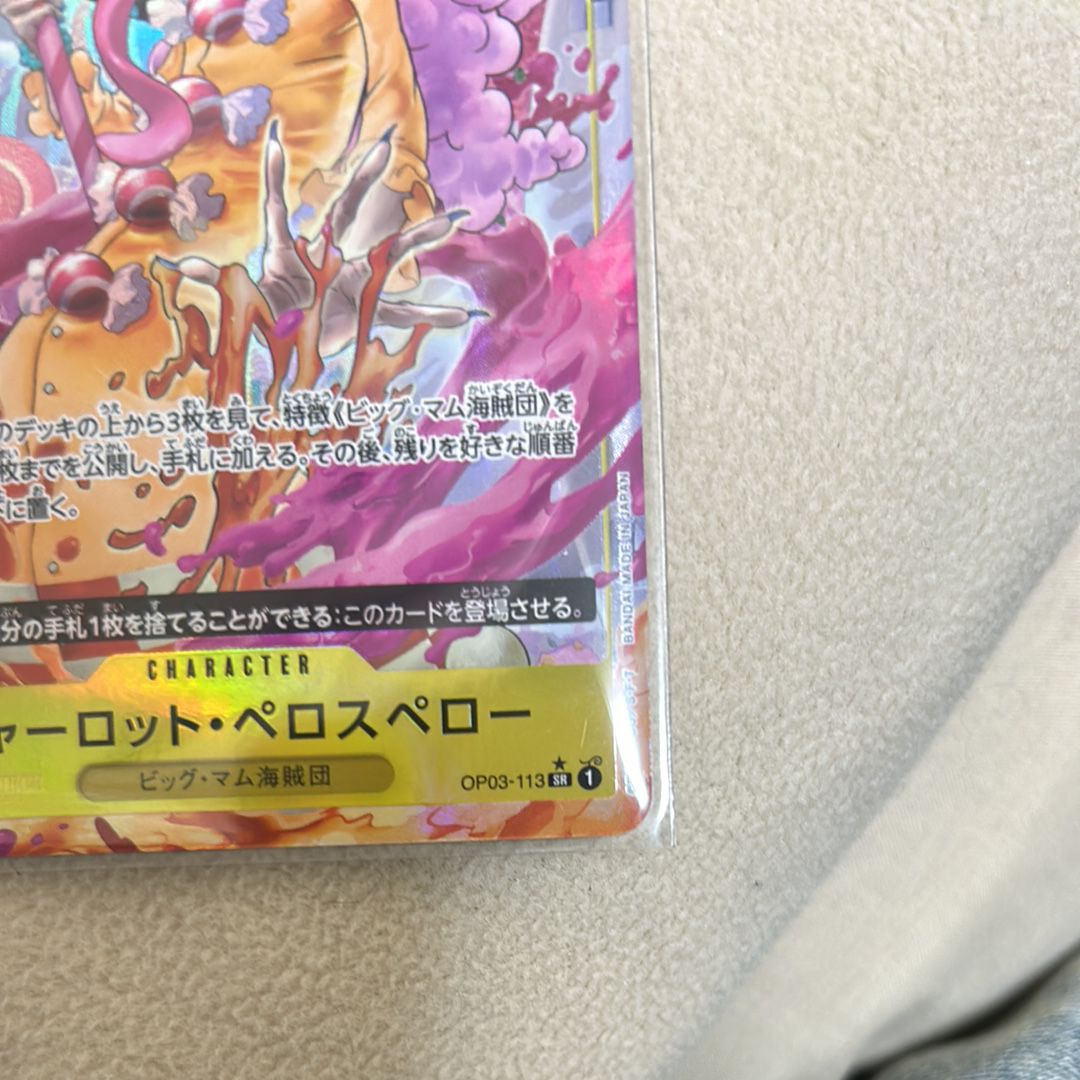 のデッキの上から3枚を見て、特徴《ビッグ・マム海賊団》を
枚までを公開し、手札に加える。その後、残りを好きな順番
に置く。
分の手札1枚を捨てることができる:このカードを登場させる。
CHARACTER
ャーロット・ペロスペロー
ビッグ・マム海賊団
OP03-113 SR 1
BANDAI MADE IN JAPAN